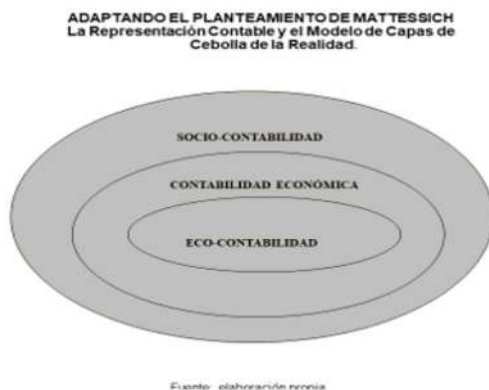 ADAPTANDO EL PLANTEAMIENTO DE MATTESSICH
La Representación Contable y el Modelo de Capas de
Cebolla de la Realidad.
SOCIO-CONTABILIDAD
CONTABILIDAD ECONÓMICA
ECO-CONTABILIDAD
Fuente: elaboración propia